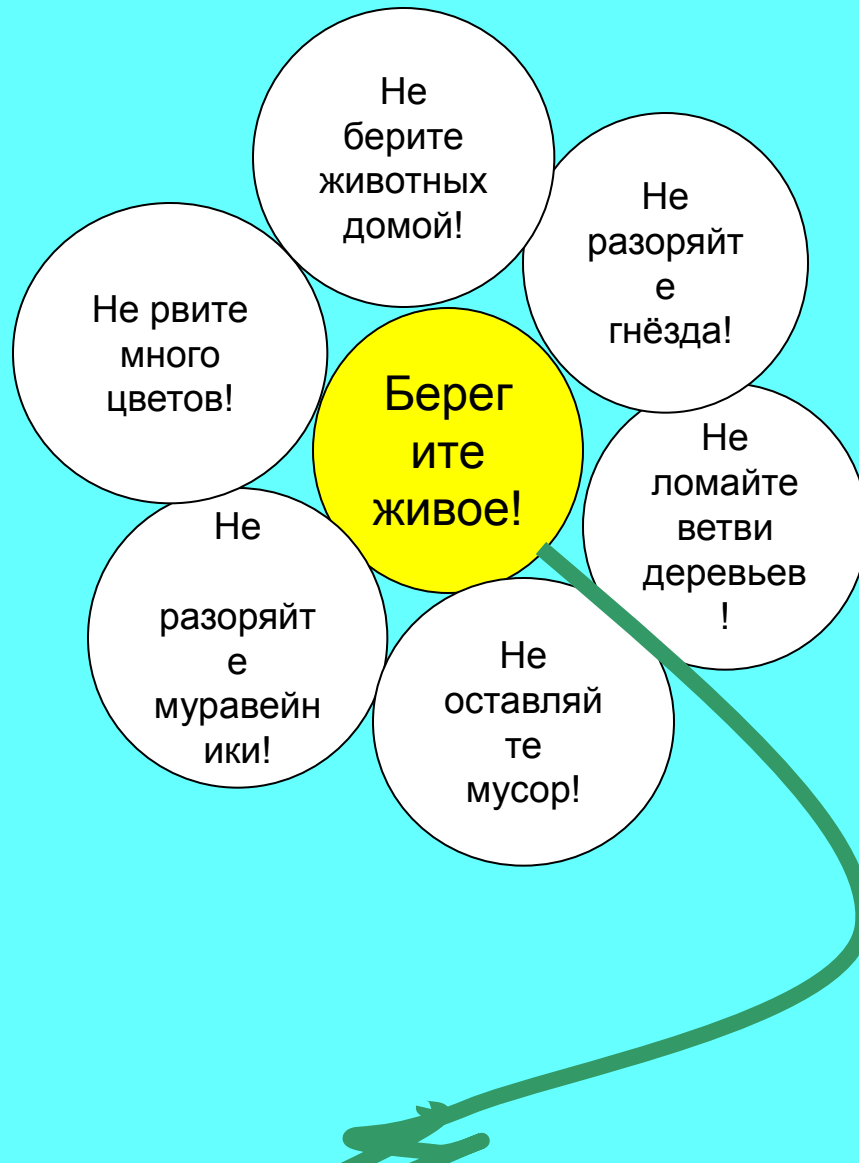 Не
берите
животных
домой!
Не
разоряйт
е
гнёзда!
Не рвите
много
цветов!
Берег
ите
живое!
Не
ломайте
ветви
деревьев
!
Не
разоряйт
е
муравейн
ики!
Не
оставляй
те
мусор!